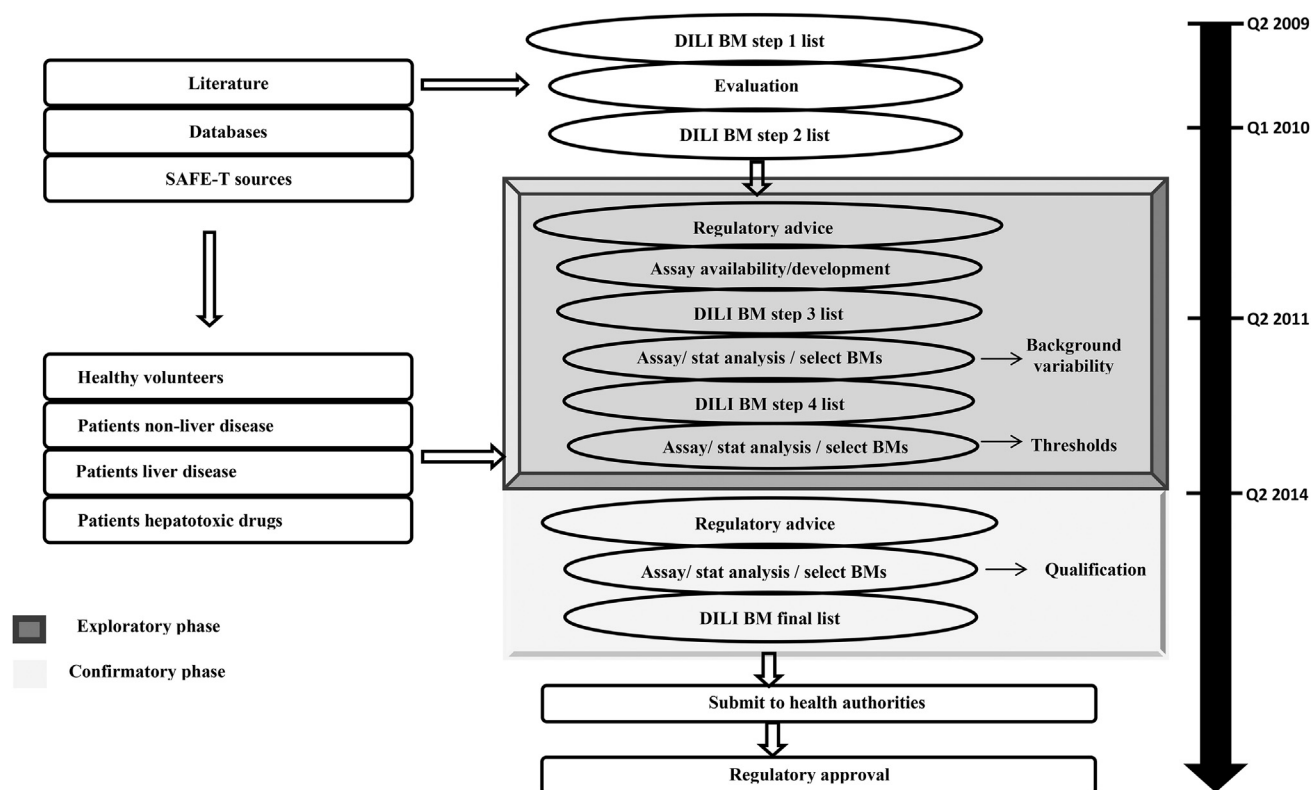 DILI BM step 1 list
Evaluation
DILI BM step 2 list
Literature
Databases
SAFE-T sources
Regulatory advice
Assay availability/development
DILI BM step 3 list
Assay/ stat analysis / select BMs
Background
variability
DILI BM step 4 list
Assay/ stat analysis / select BMs
Thresholds
Healthy volunteers
Patients non-liver disease
Patients liver disease
Patients hepatotoxic drugs
Regulatory advice
Assay/ stat analysis / select BMs
Qualification
DILI BM final list
Exploratory phase
Confirmatory phase
Submit to health authorities
Regulatory approval
Q2 2009
Q1 2010
Q2 2011
Q2 2014